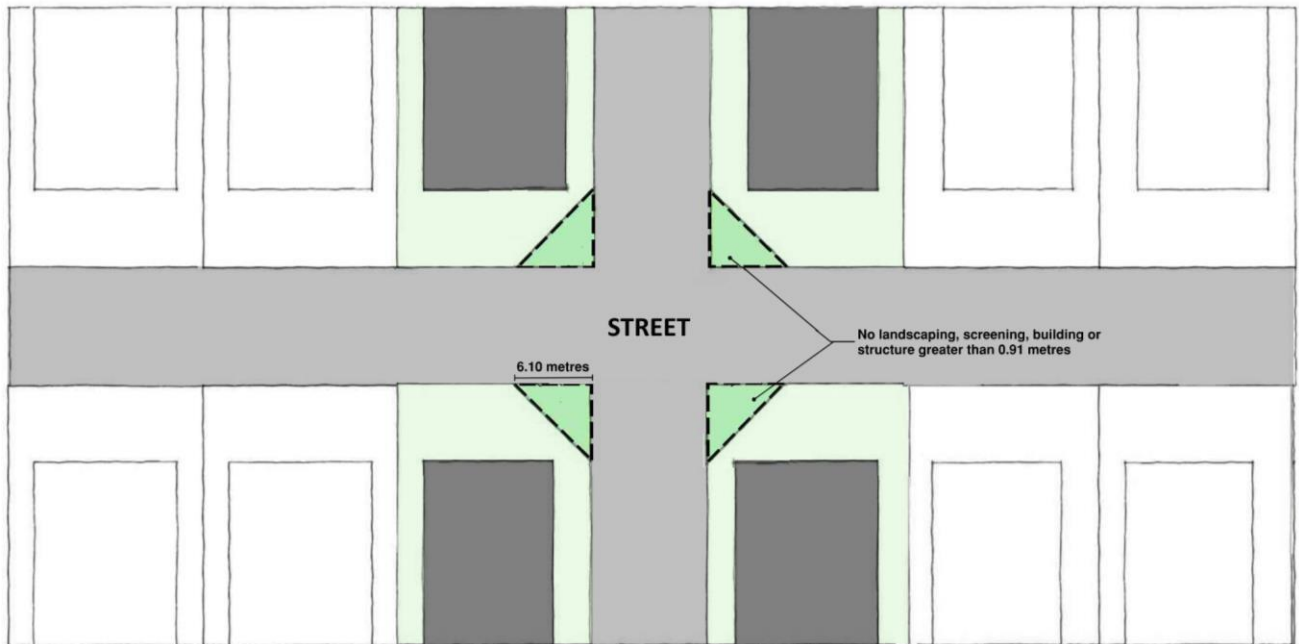 STREET
No landscaping, screening, building or
structure greater than 0.91 metres
6.10 metres